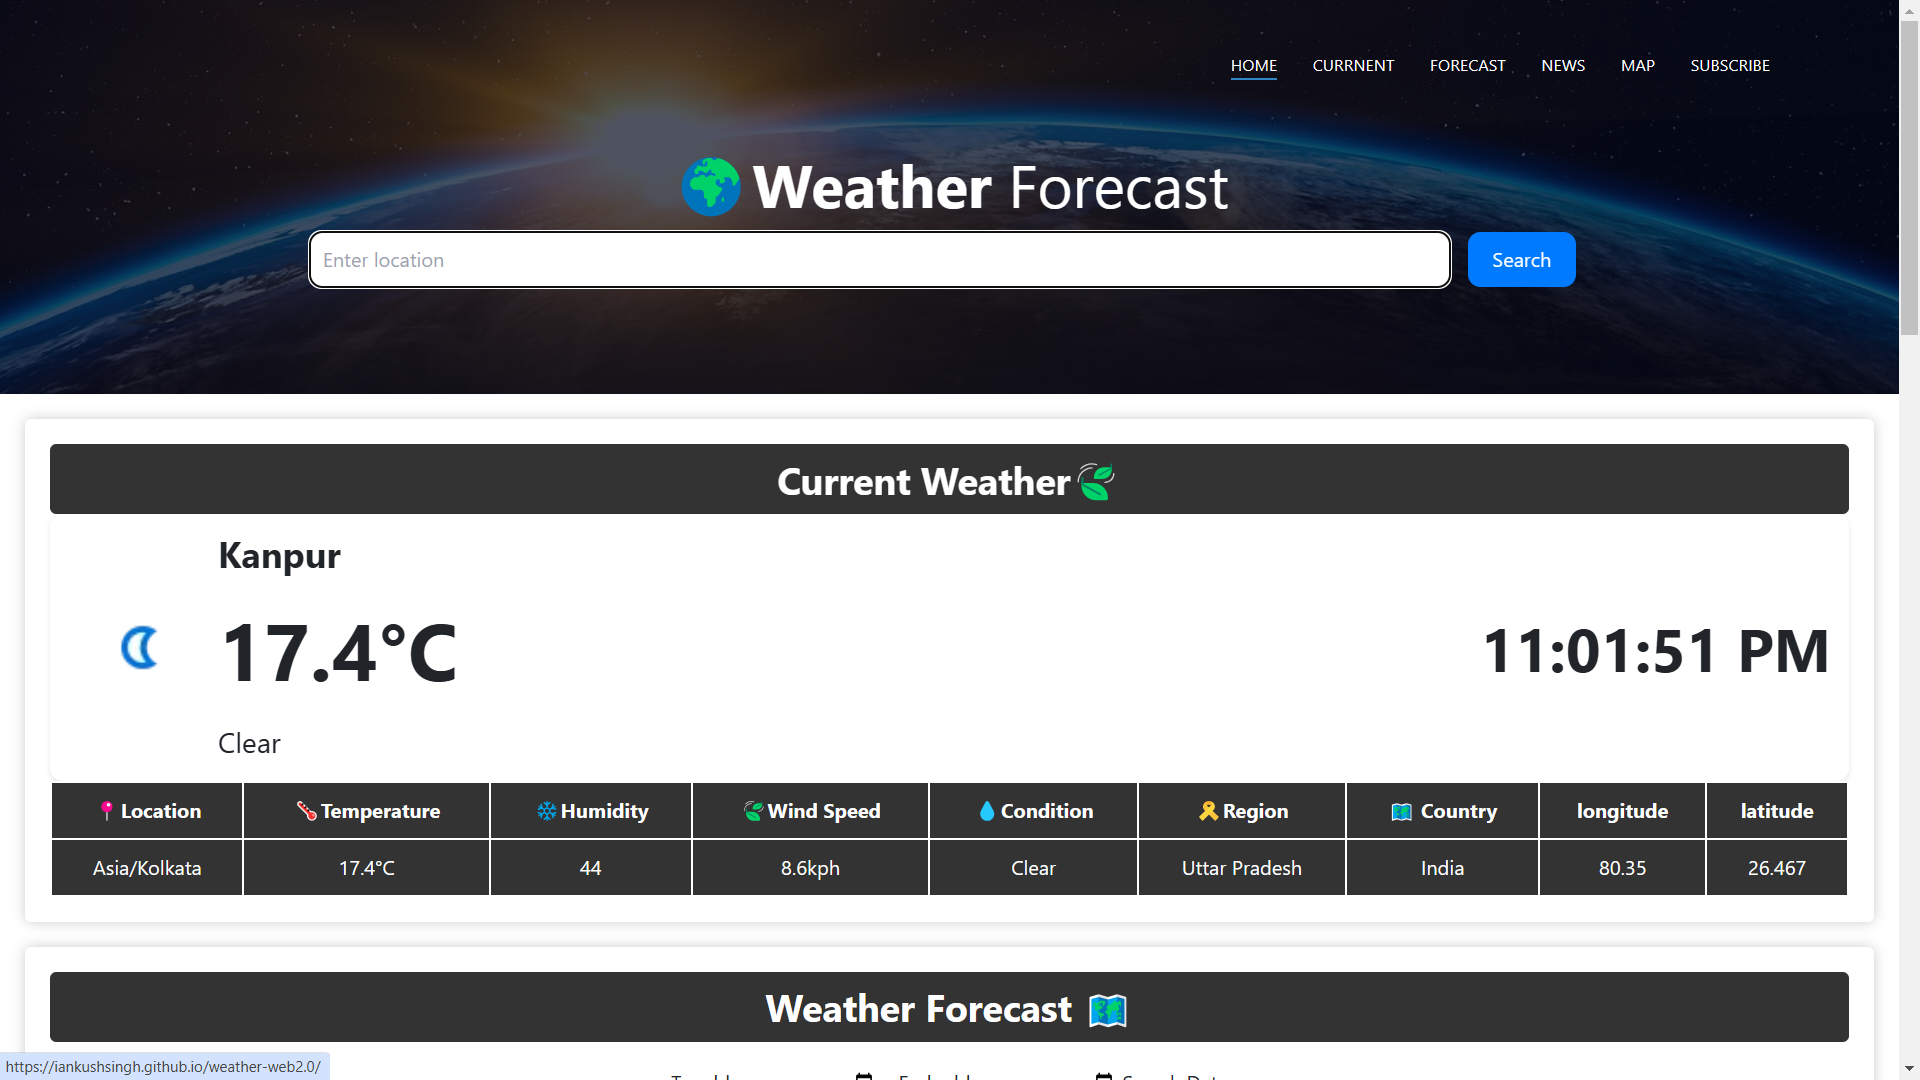 HOME CURRNENT FORECAST NEWS MAP SUBSCRIBE
Weather Forecast
Enter location
Search
Current Weather
Kanpur
17.4°C
11:01:51 PM
Clear
Location Temperature Humidity Wind Speed Condition Region Country longitude latitude
Asia/Kolkata 17.4°C 44 8.6kph Clear Uttar Pradesh India 80.35 26.467
Weather Forecast
https://iankushsingh.github.io/weather-web2.0/